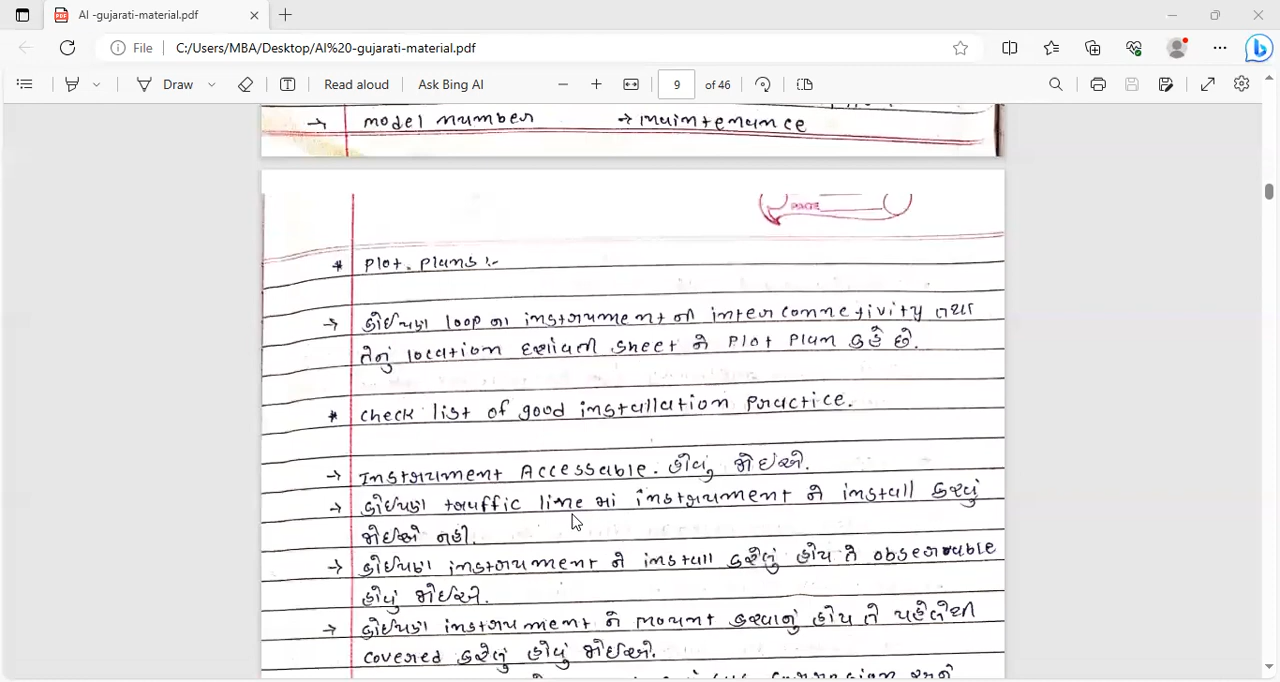 AI -gujarati-material.pdf
File C:/Users/MBA/Desktop/AI%20-gujarati-material.pdf
Draw Read aloud Ask Bing AI 9 of 46
→ model number → maintenance
PAGE
* Plot. Plans :-
→ કોઈપણ loop ના instrument ની interconnectivity તથા
તેનું location દર્શાવતી sheet ને Plot Plan કહે છે.
* check list of good installation Practice.
→ Instrument Accessable. હોવું જોઇએ.
→ કોઈપણ traffic line માં instrument ને install કરવું
જોઈએ નહી.
→ કોઈપણ instrument ને install કરેલું હોય તે observable
હોવું જોઈએ.
→ કોઈપણ instrument ને mount કરવાનું હોય તે પહેલેથી
covered કરેલું હોવું જોઈએ.